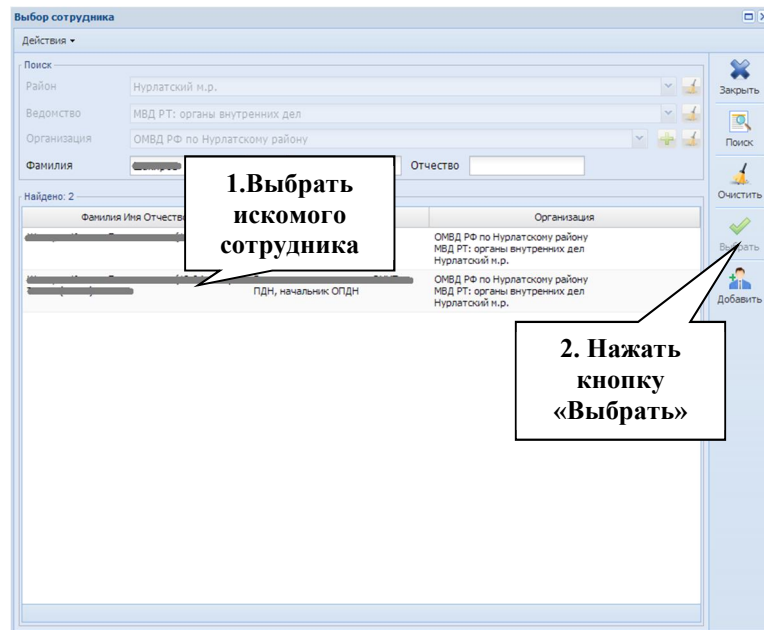 Выбор сотрудника
Действия
Поиск
Район Нурлатский м.р.
Ведомство МВД РТ: органы внутренних дел
Организация ОМВД РФ по Нурлатскому району
Фамилия Отчество
Найдено: 2
Фамилия Имя Отчество Организация
ОМВД РФ по Нурлатскому району
МВД РТ: органы внутренних дел
Нурлатский м.р.
ОМВД РФ по Нурлатскому району
ПДН, начальник ОПДН МВД РТ: органы внутренних дел
Нурлатский м.р.
Закрыть
Поиск
Очистить
Выбрать
Добавить
1.Выбрать
искомого
сотрудника
2. Нажать
кнопку
«Выбрать»